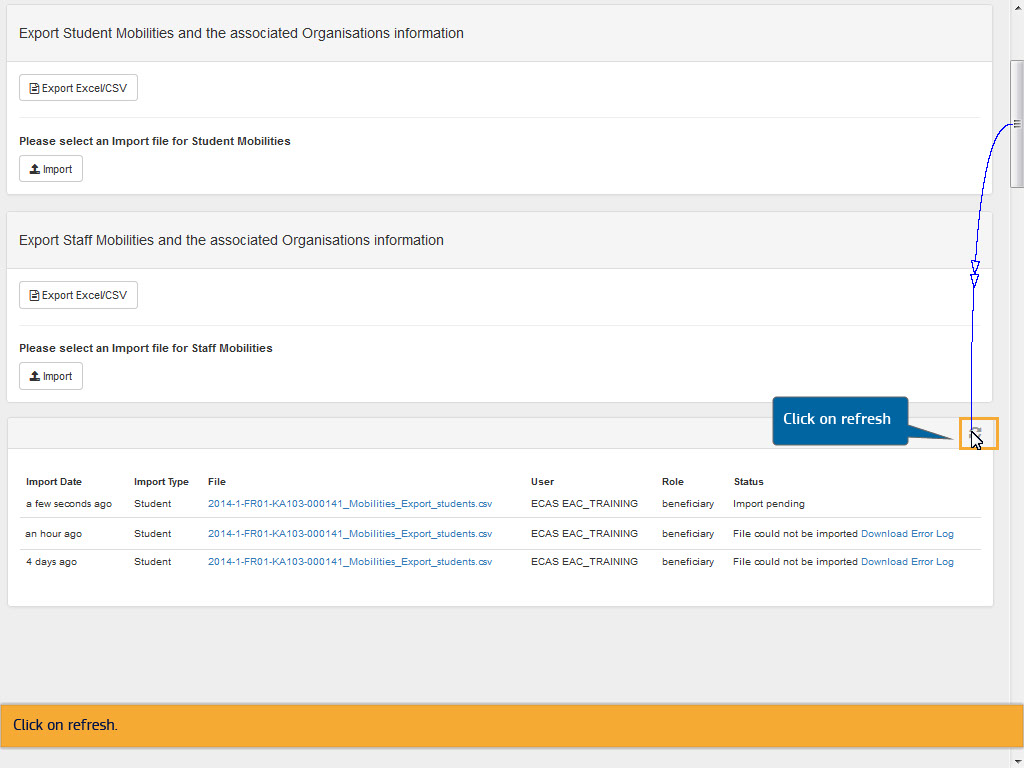 Export Student Mobilities and the associated Organisations information
Export Excel/CSV
Please select an Import file for Student Mobilities
Import
Export Staff Mobilities and the associated Organisations information
Export Excel/CSV
Please select an Import file for Staff Mobilities
Import
Click on refresh
Import Date Import Type File User Role Status
a few seconds ago Student 2014-1-FR01-KA103-000141_Mobilities_Export_students.csv ECAS EAC_TRAINING beneficiary Import pending
an hour ago Student 2014-1-FR01-KA103-000141_Mobilities_Export_students.csv ECAS EAC_TRAINING beneficiary File could not be imported Download Error Log
4 days ago Student 2014-1-FR01-KA103-000141_Mobilities_Export_students.csv ECAS EAC_TRAINING beneficiary File could not be imported Download Error Log
Click on refresh.